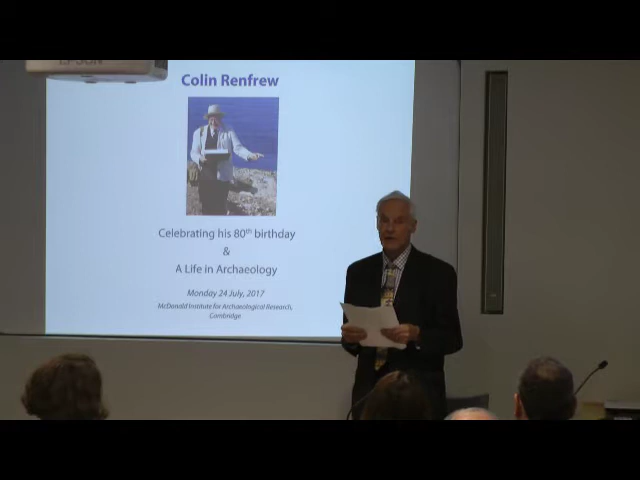 EPSON
Colin Renfrew
Celebrating his 80th birthday
&
A Life in Archaeology
Monday 24 July, 2017
McDonald Institute for Archaeological Research,
Cambridge